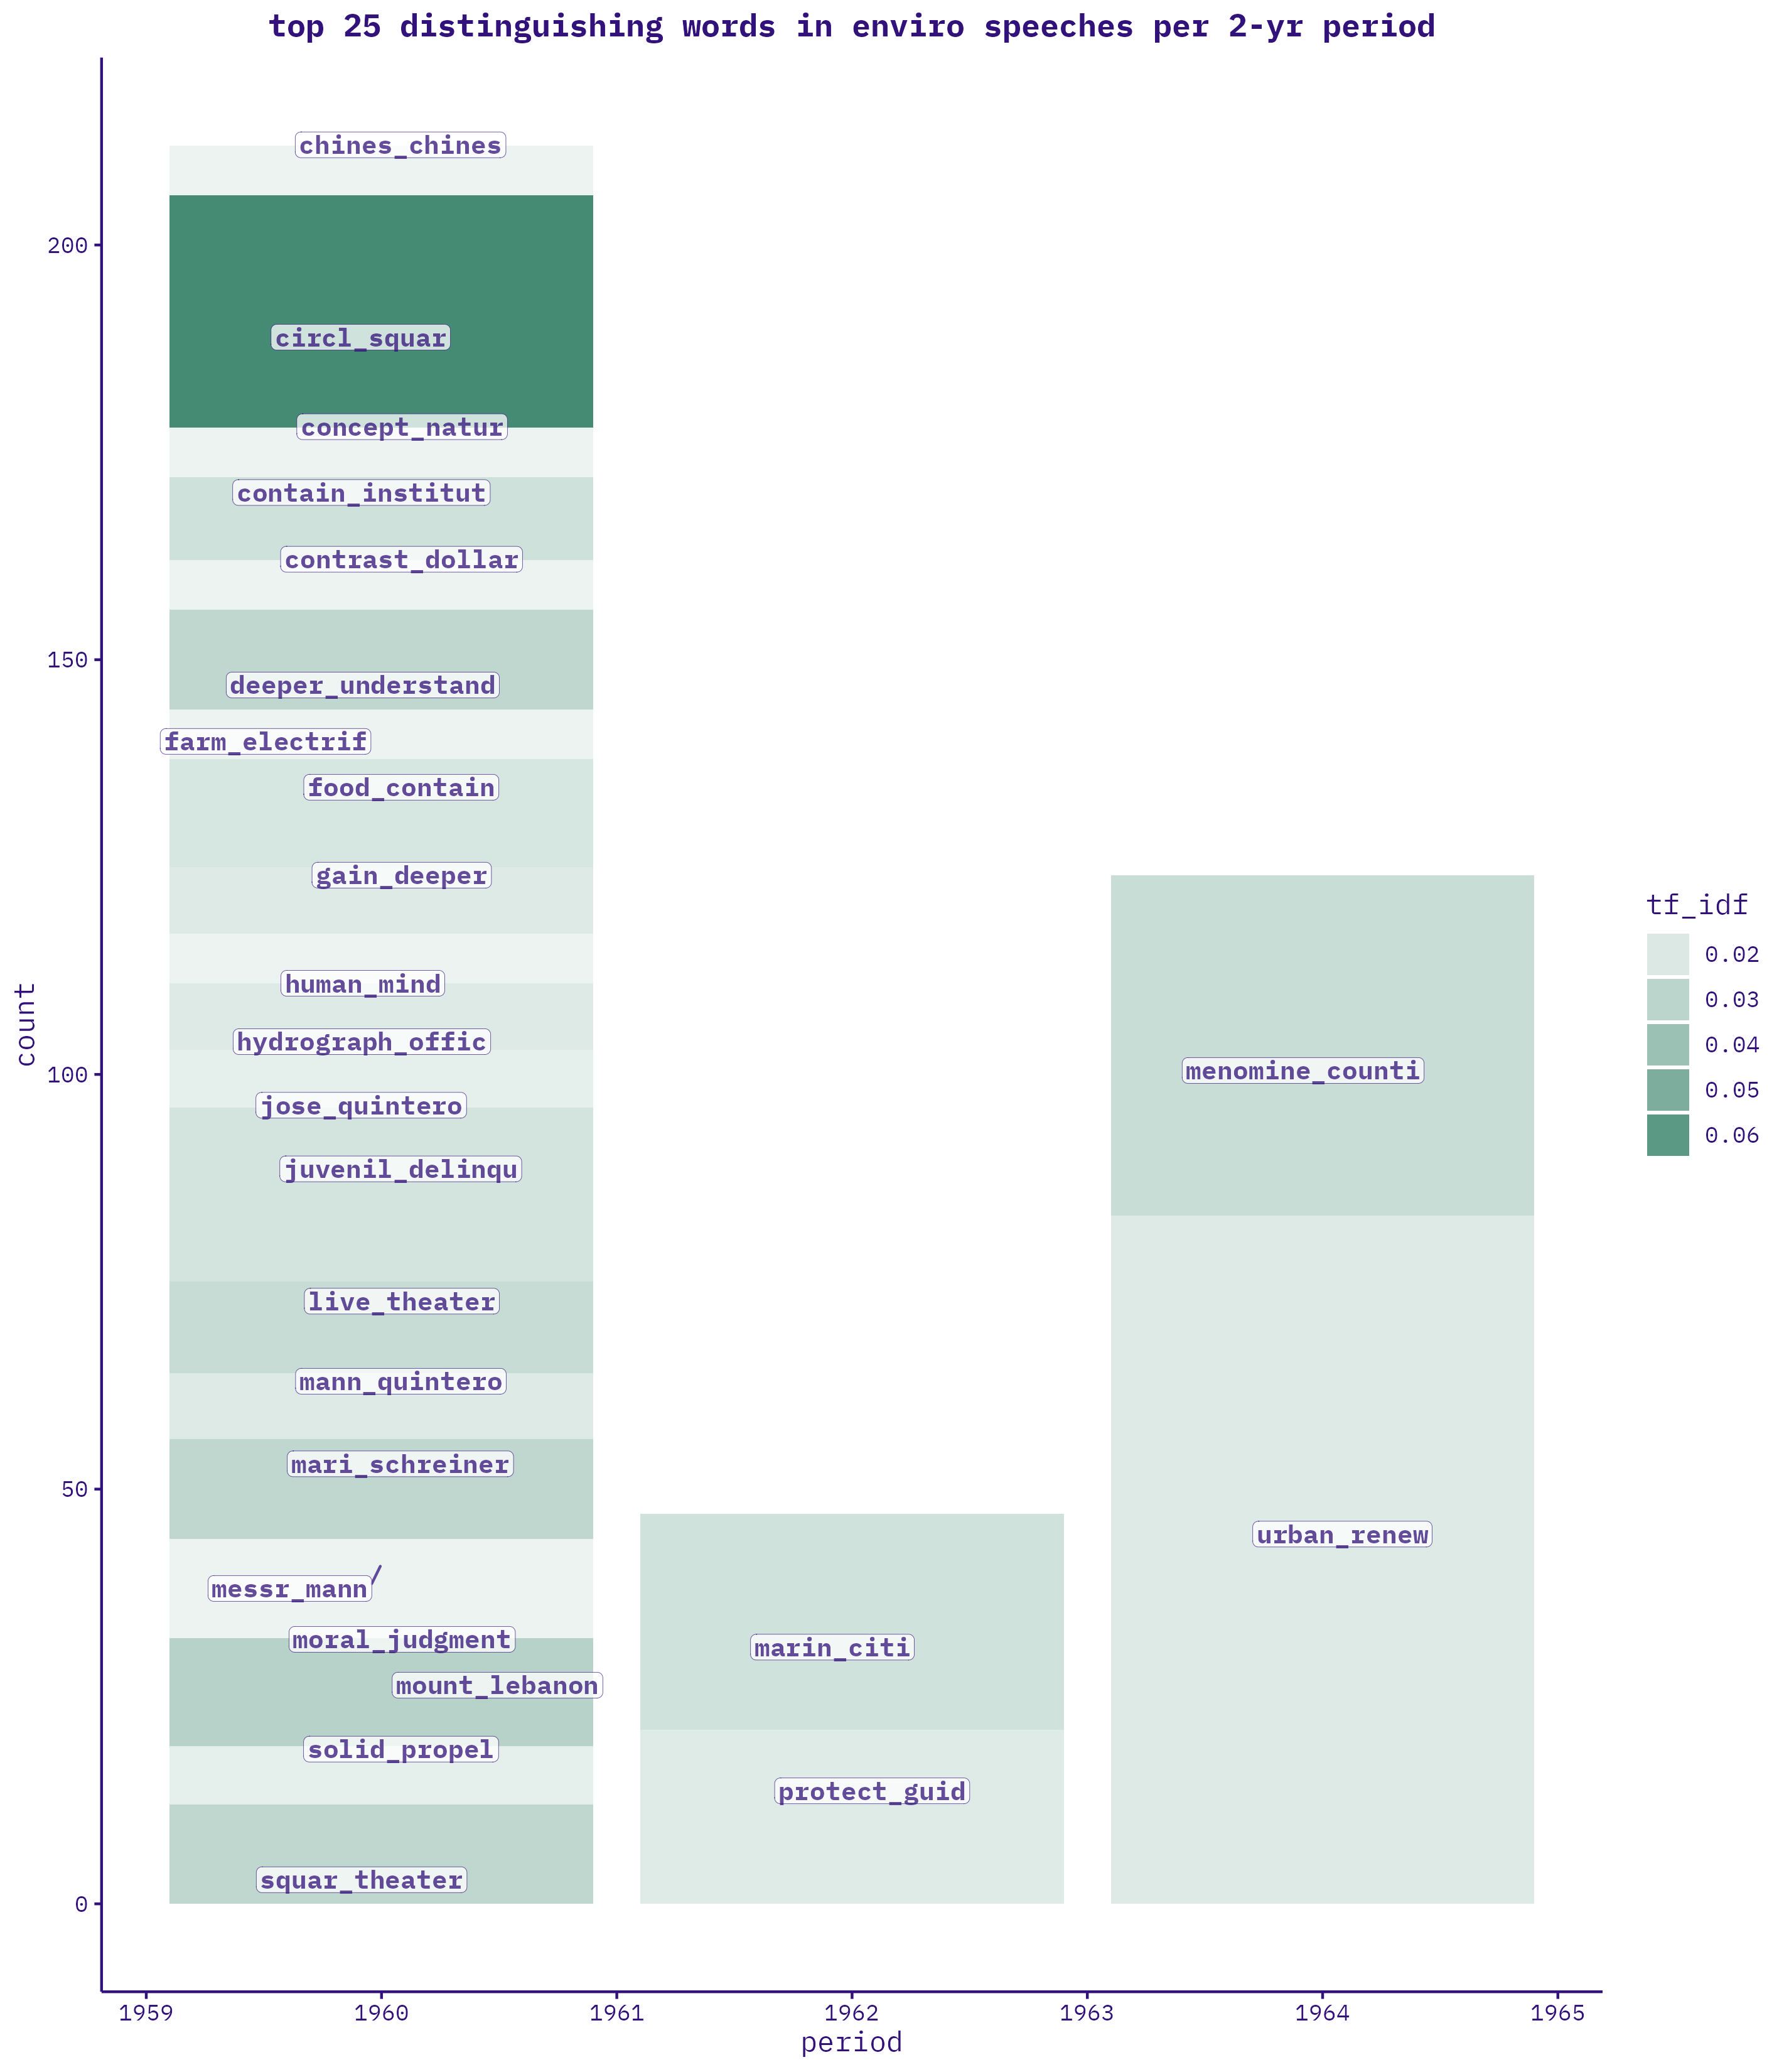 top 25 distinguishing words in enviro speeches per 2-yr period
chines_chines
200
circl_squar
concept_natur
contain_institut
contrast_dollar
150
deeper_understand
farm_electrif
food_contain
gain_deeper
human_mind
hydrograph_offic
jose_quintero
juvenil_delinqu
live_theater
mann_quintero
mari_schreiner
messr_mann
moral_judgment
mount_lebanon
solid_propel
squar_theater
menomine_counti
urban_renew
marin_citi
protect_guid
100
50
0
count
1959 1960 1961 1962 1963 1964 1965
period
tf_idf
0.02
0.03
0.04
0.05
0.06